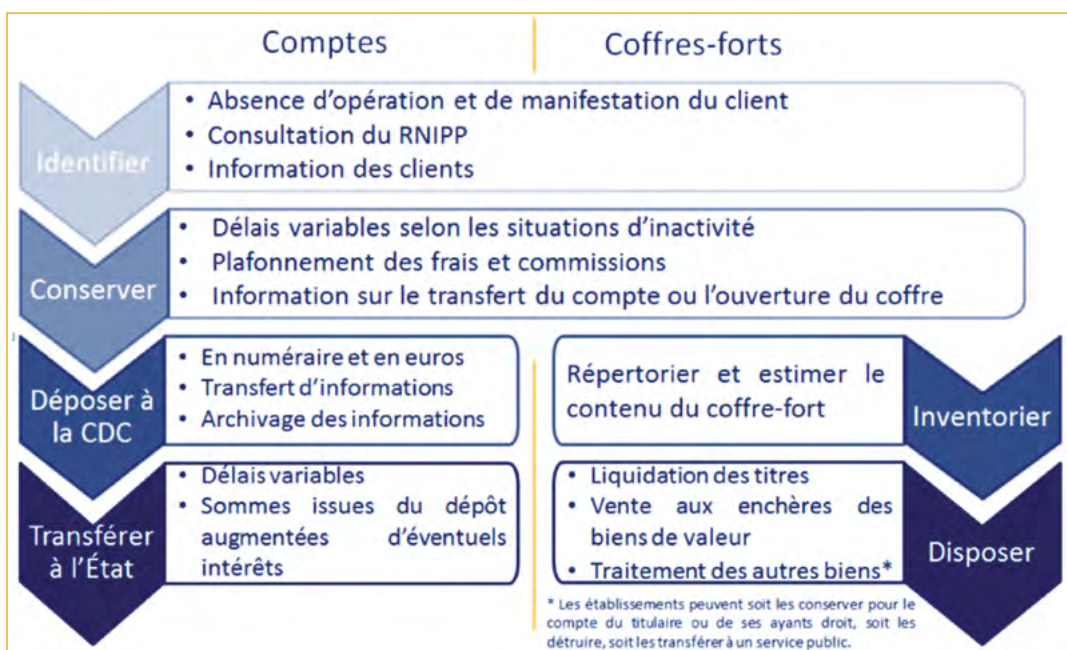 Comptes
Coffres-forts
Identifier
• Absence d'opération et de manifestation du client
• Consultation du RNIPP
• Information des clients
Conserver
• Délais variables selon les situations d'inactivité
• Plafonnement des frais et commissions
• Information sur le transfert du compte ou l'ouverture du coffre
Déposer à
la CDC
• En numéraire et en euros
• Transfert d'informations
• Archivage des informations
Répertorier et estimer le
contenu du coffre-fort
Inventorier
Transférer
à l'État
• Délais variables
• Sommes issues du dépôt
augmentées d'éventuels
intérêts
• Liquidation des titres
• Vente aux enchères des
biens de valeur
• Traitement des autres biens*
Disposer
* Les établissements peuvent soit les conserver pour le
compte du titulaire ou de ses ayants droit, soit les
détruire, soit les transférer à un service public.